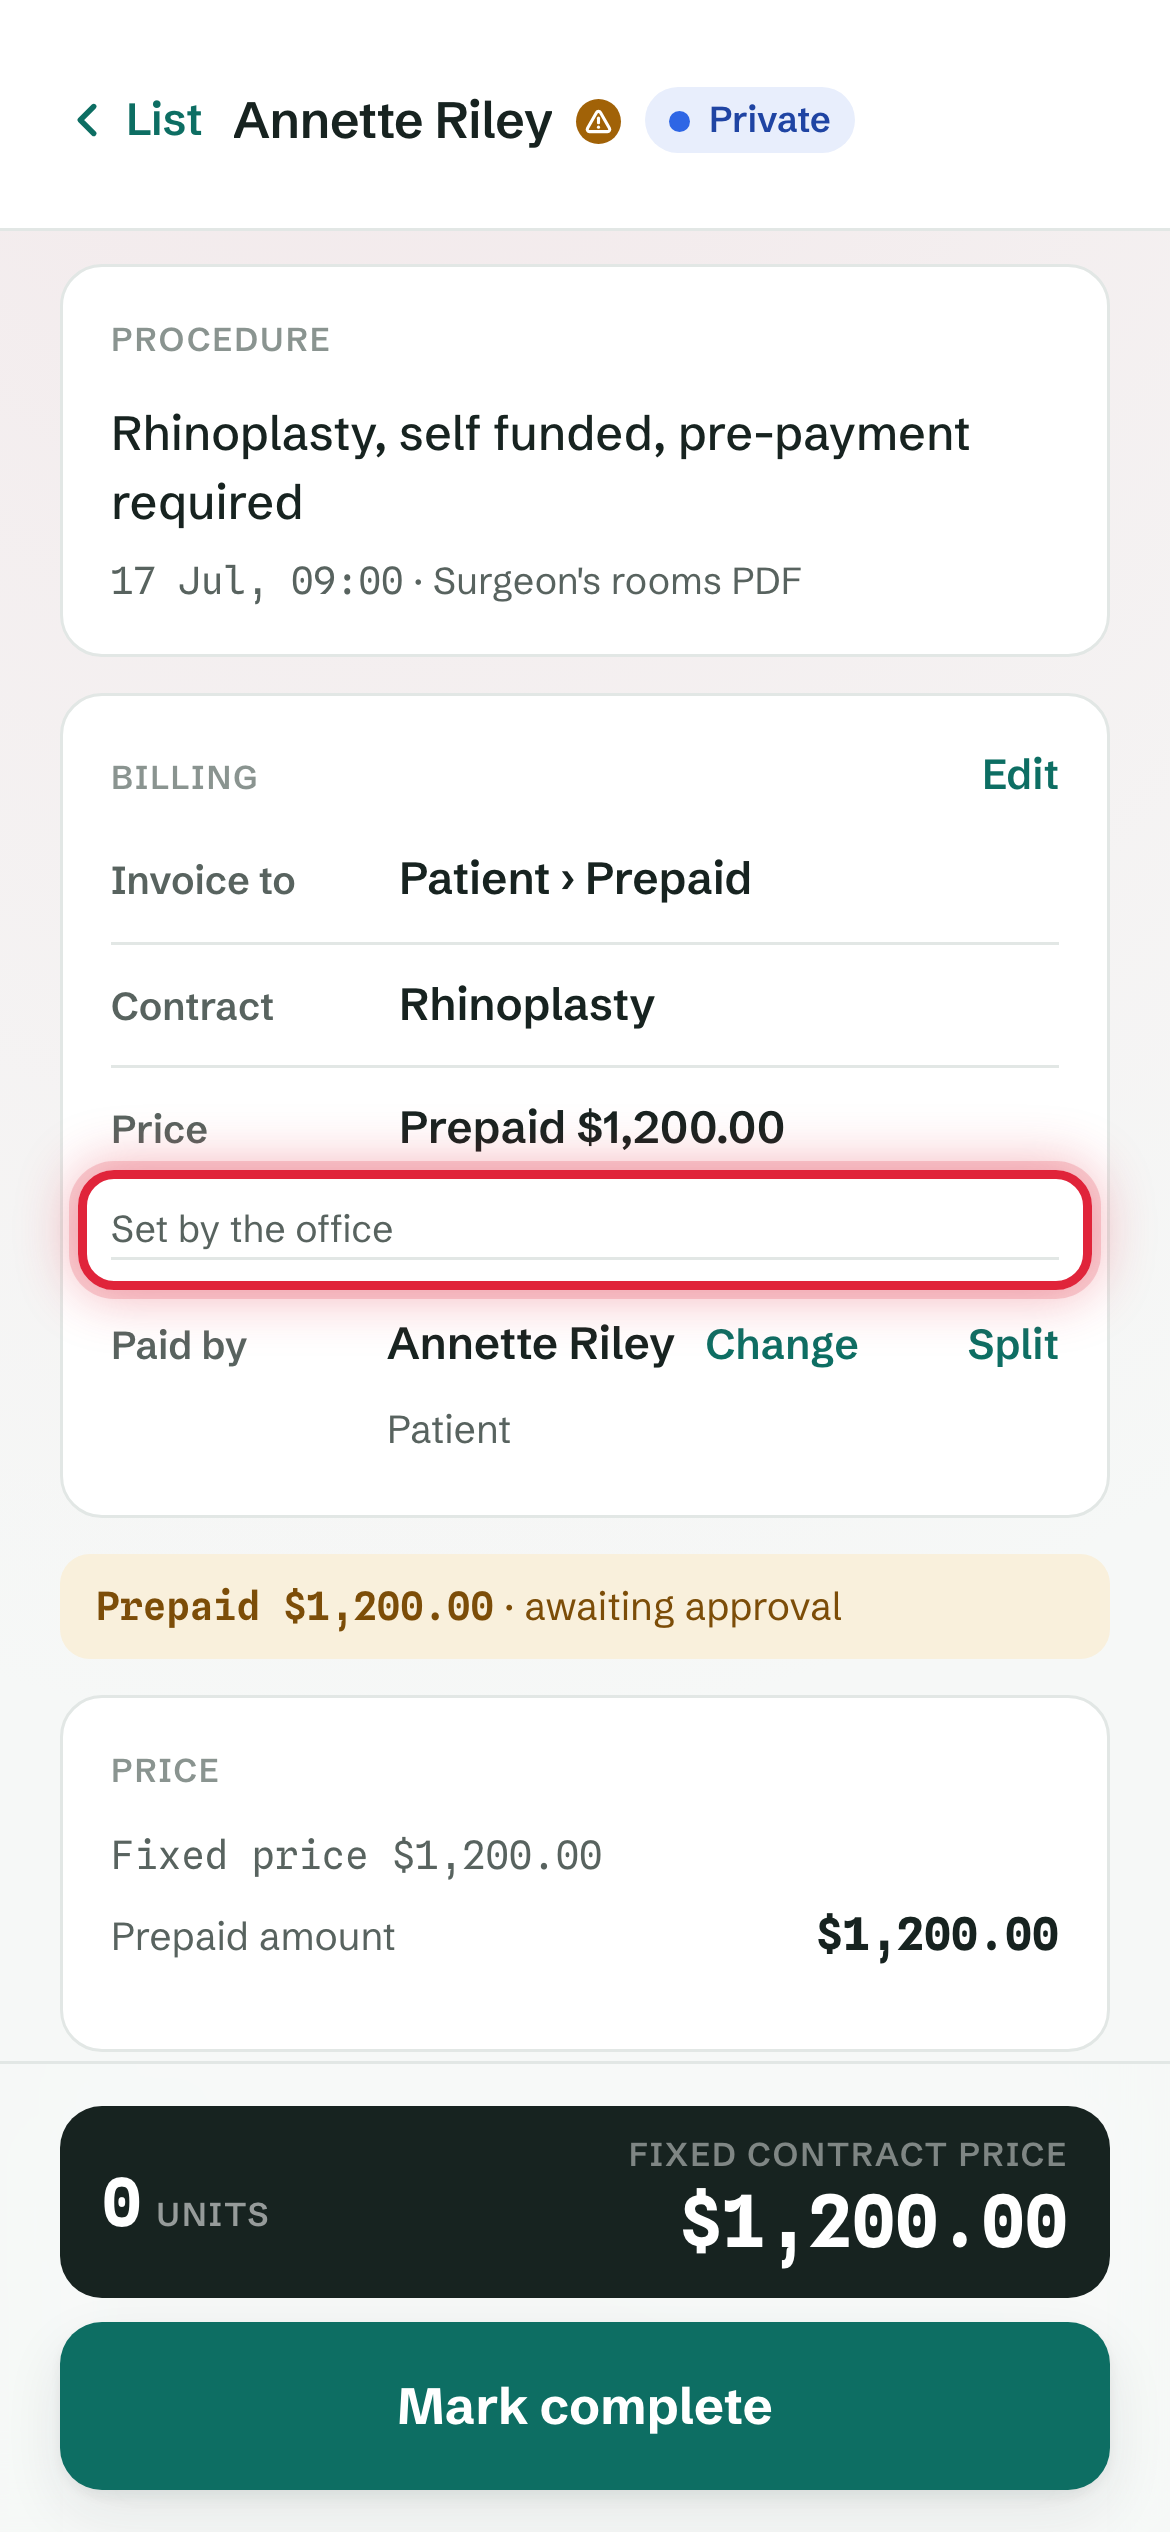 List Annette Riley Private
PROCEDURE
Rhinoplasty, self funded, pre-payment
required
17 Jul, 09:00 · Surgeon's rooms PDF
BILLING Edit
Invoice to Patient › Prepaid
Contract Rhinoplasty
Price Prepaid $1,200.00
Set by the office
Paid by Annette Riley Change Split
Patient
Prepaid $1,200.00 · awaiting approval
PRICE
Fixed price $1,200.00
Prepaid amount $1,200.00
FIXED CONTRACT PRICE
0 UNITS $1,200.00
Mark complete